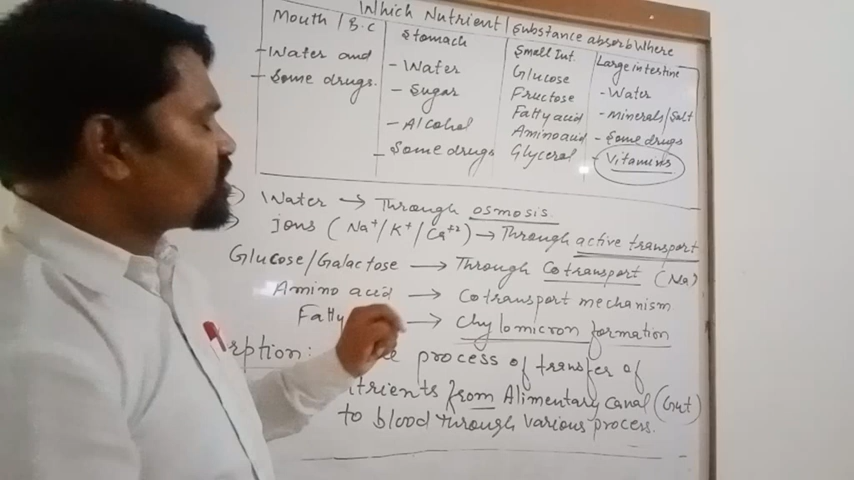 Which Nutrient/Substance absorb Where
Mouth / B.C
- Water and
- Some drugs.
Stomach
- Water
- Sugar
- Alcohol
- Some drugs
Small Int.
Glucose
Fructose
Fatty acid
Amino acid
Glycerol
Large intestine
- Water
- Minerals/Salt
- Some drugs
- Vitamins
Water → Through osmosis.
Ions (Na+/K+/Ca+2) → Through active transport
Glucose/Galactose → Through Cotransport (Na)
Amino acid → Cotransport mechanism
Fatty → Chylomicron formation
process of transfer of
from Alimentary canal (Gut)
to blood through various process.